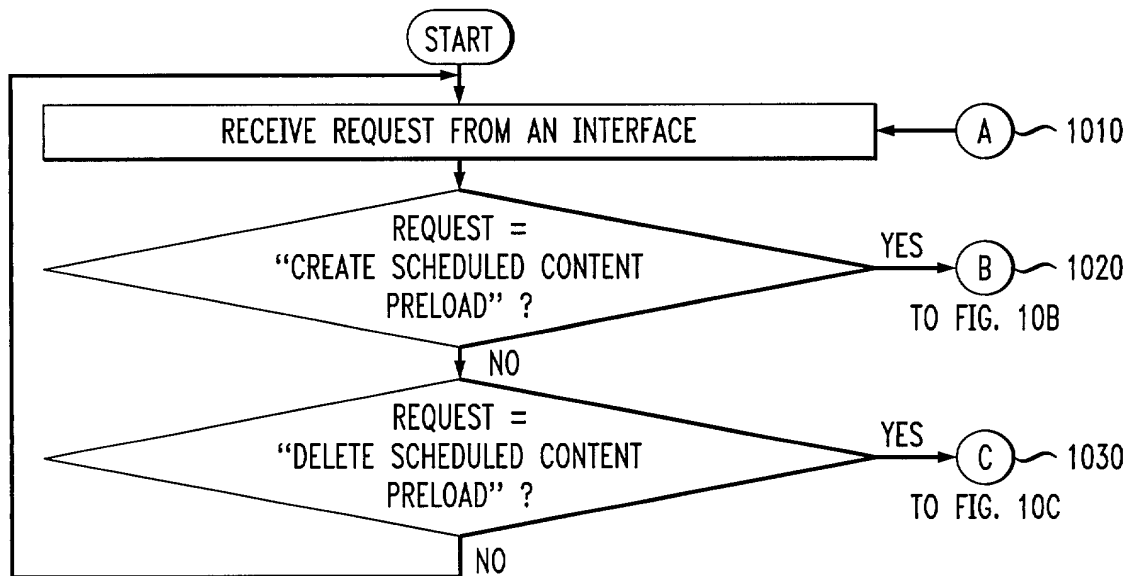 START
RECEIVE REQUEST FROM AN INTERFACE
A
1010
REQUEST =
“CREATE SCHEDULED CONTENT
PRELOAD” ?
YES
B
1020
TO FIG. 10B
NO
REQUEST =
“DELETE SCHEDULED CONTENT
PRELOAD” ?
YES
C
1030
TO FIG. 10C
NO